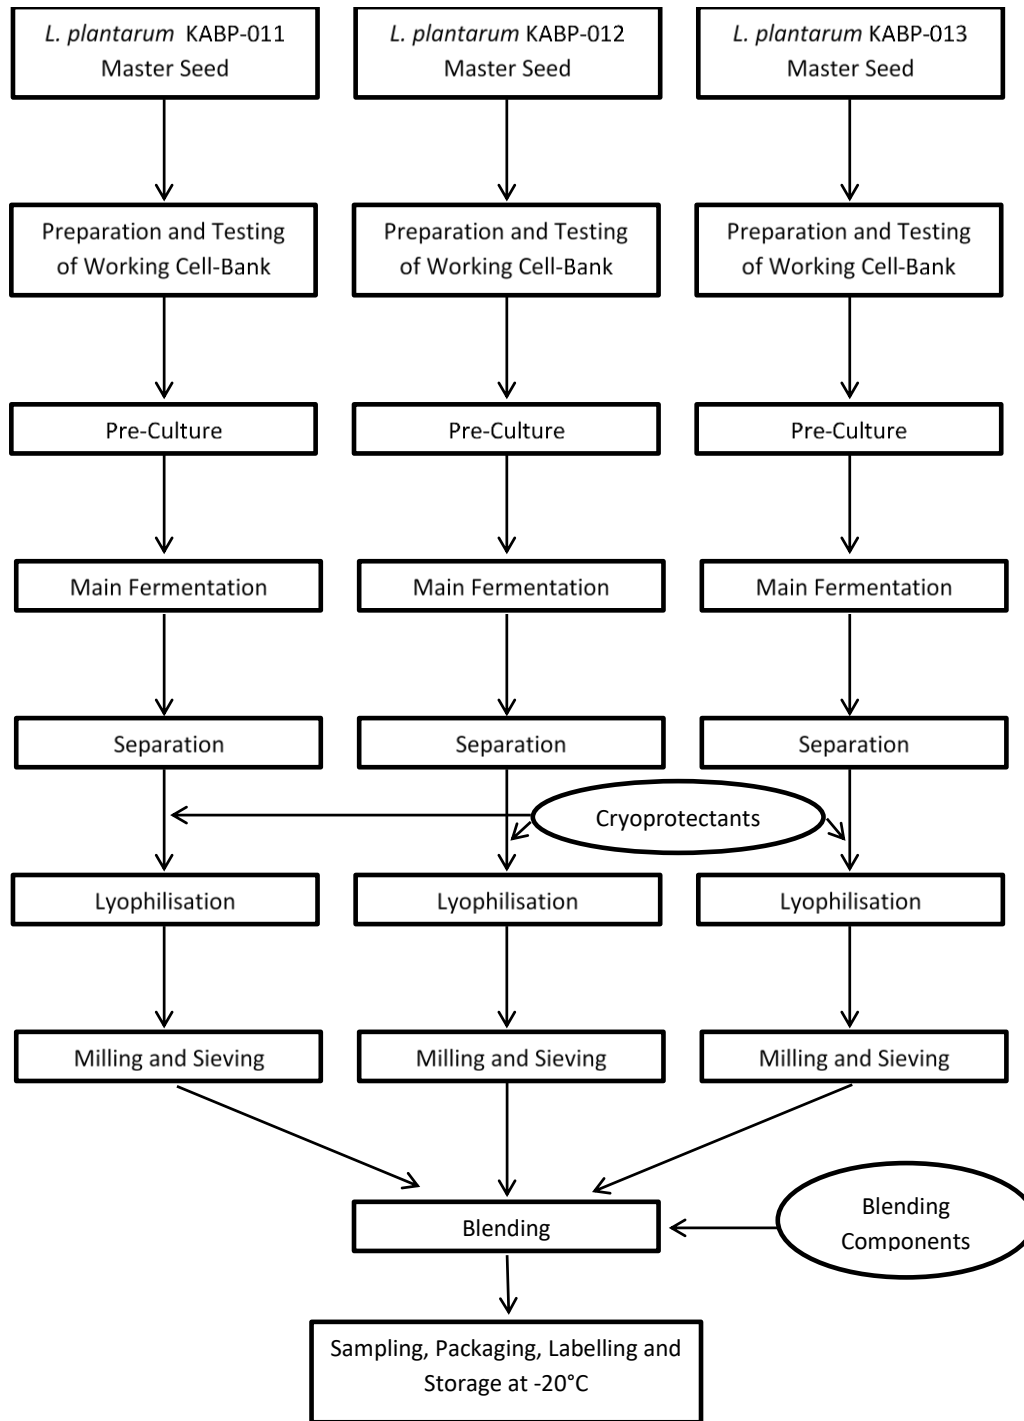 L. plantarum KABP-011
Master Seed
L. plantarum KABP-012
Master Seed
L. plantarum KABP-013
Master Seed
Preparation and Testing
of Working Cell-Bank
Preparation and Testing
of Working Cell-Bank
Preparation and Testing
of Working Cell-Bank
Pre-Culture
Pre-Culture
Pre-Culture
Main Fermentation
Main Fermentation
Main Fermentation
Separation
Separation
Separation
Cryoprotectants
Lyophilisation
Lyophilisation
Lyophilisation
Milling and Sieving
Milling and Sieving
Milling and Sieving
Blending
Blending
Components
Sampling, Packaging, Labelling and
Storage at -20°C